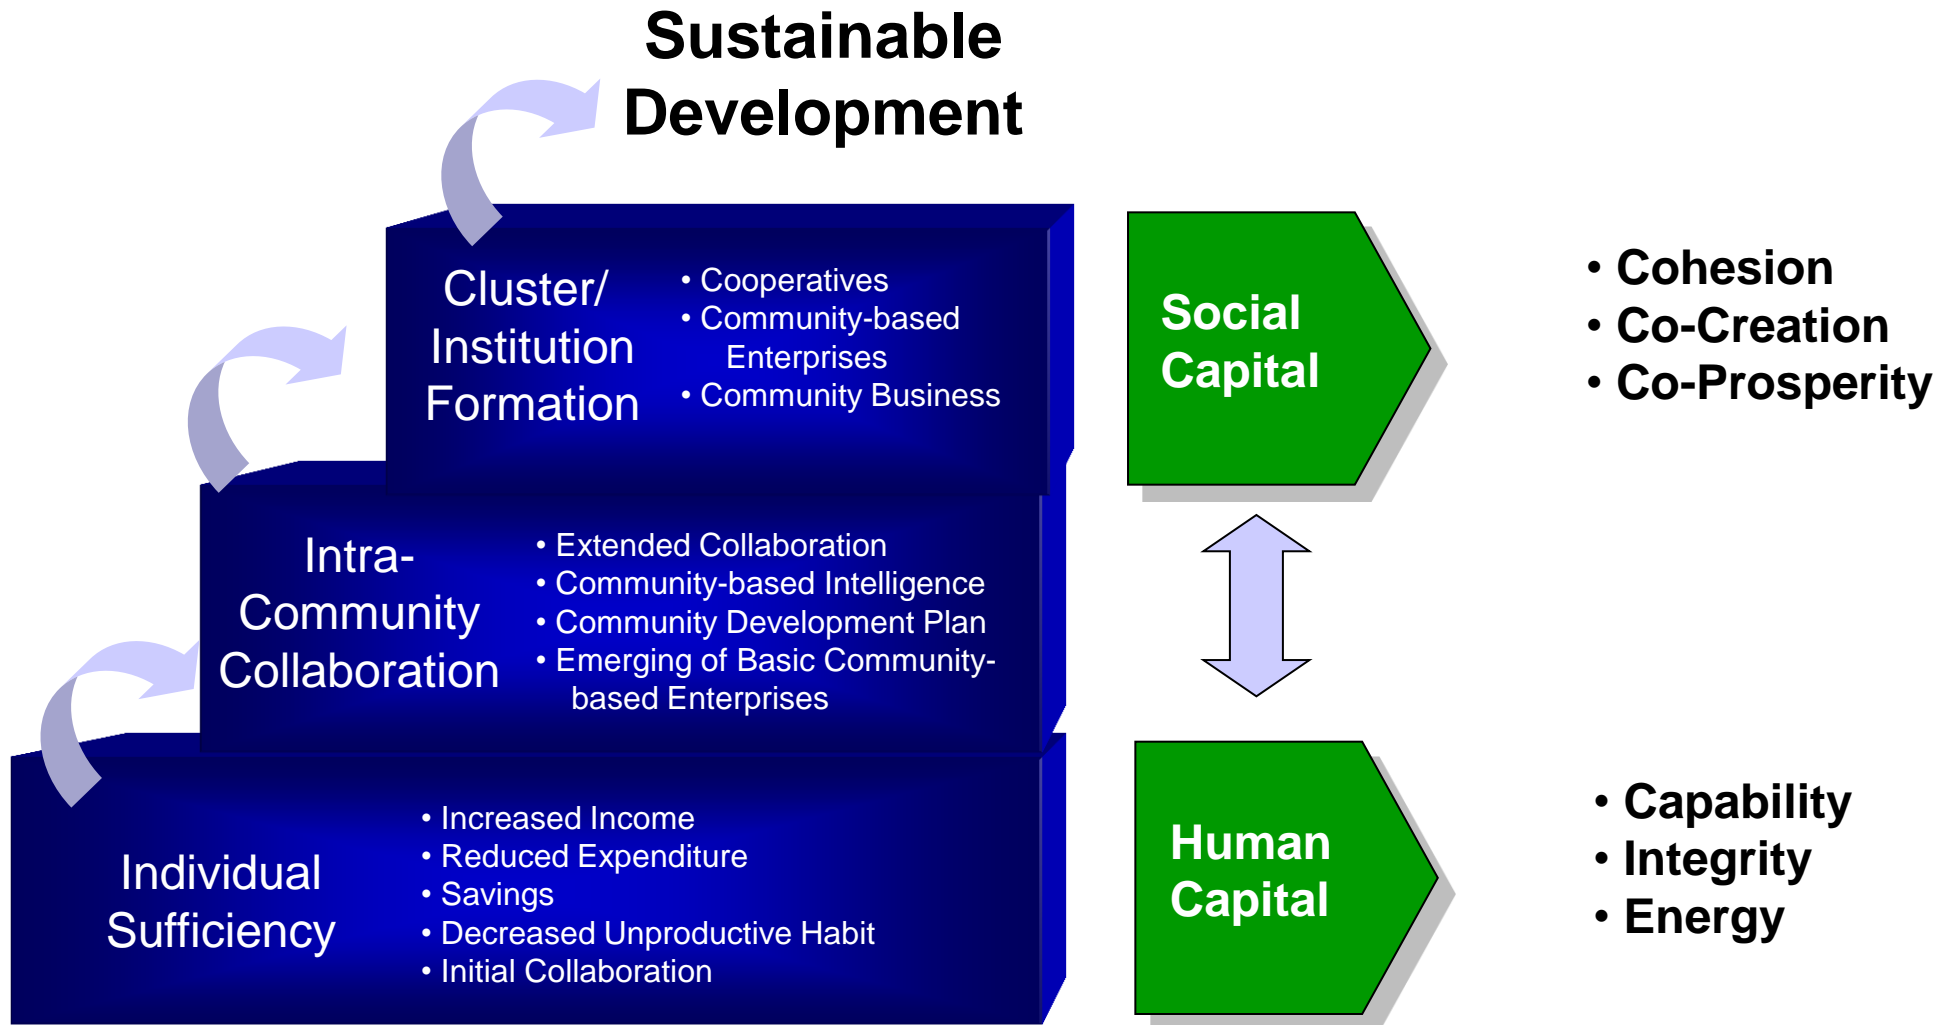 Sustainable
Development
Cluster/
Institution
Formation
• Cooperatives
• Community-based
Enterprises
• Community Business
Social
Capital
• Cohesion
• Co-Creation
• Co-Prosperity
Intra-
Community
Collaboration
• Extended Collaboration
• Community-based Intelligence
• Community Development Plan
• Emerging of Basic Community-
based Enterprises
Individual
Sufficiency
• Increased Income
• Reduced Expenditure
• Savings
• Decreased Unproductive Habit
• Initial Collaboration
Human
Capital
• Capability
• Integrity
• Energy